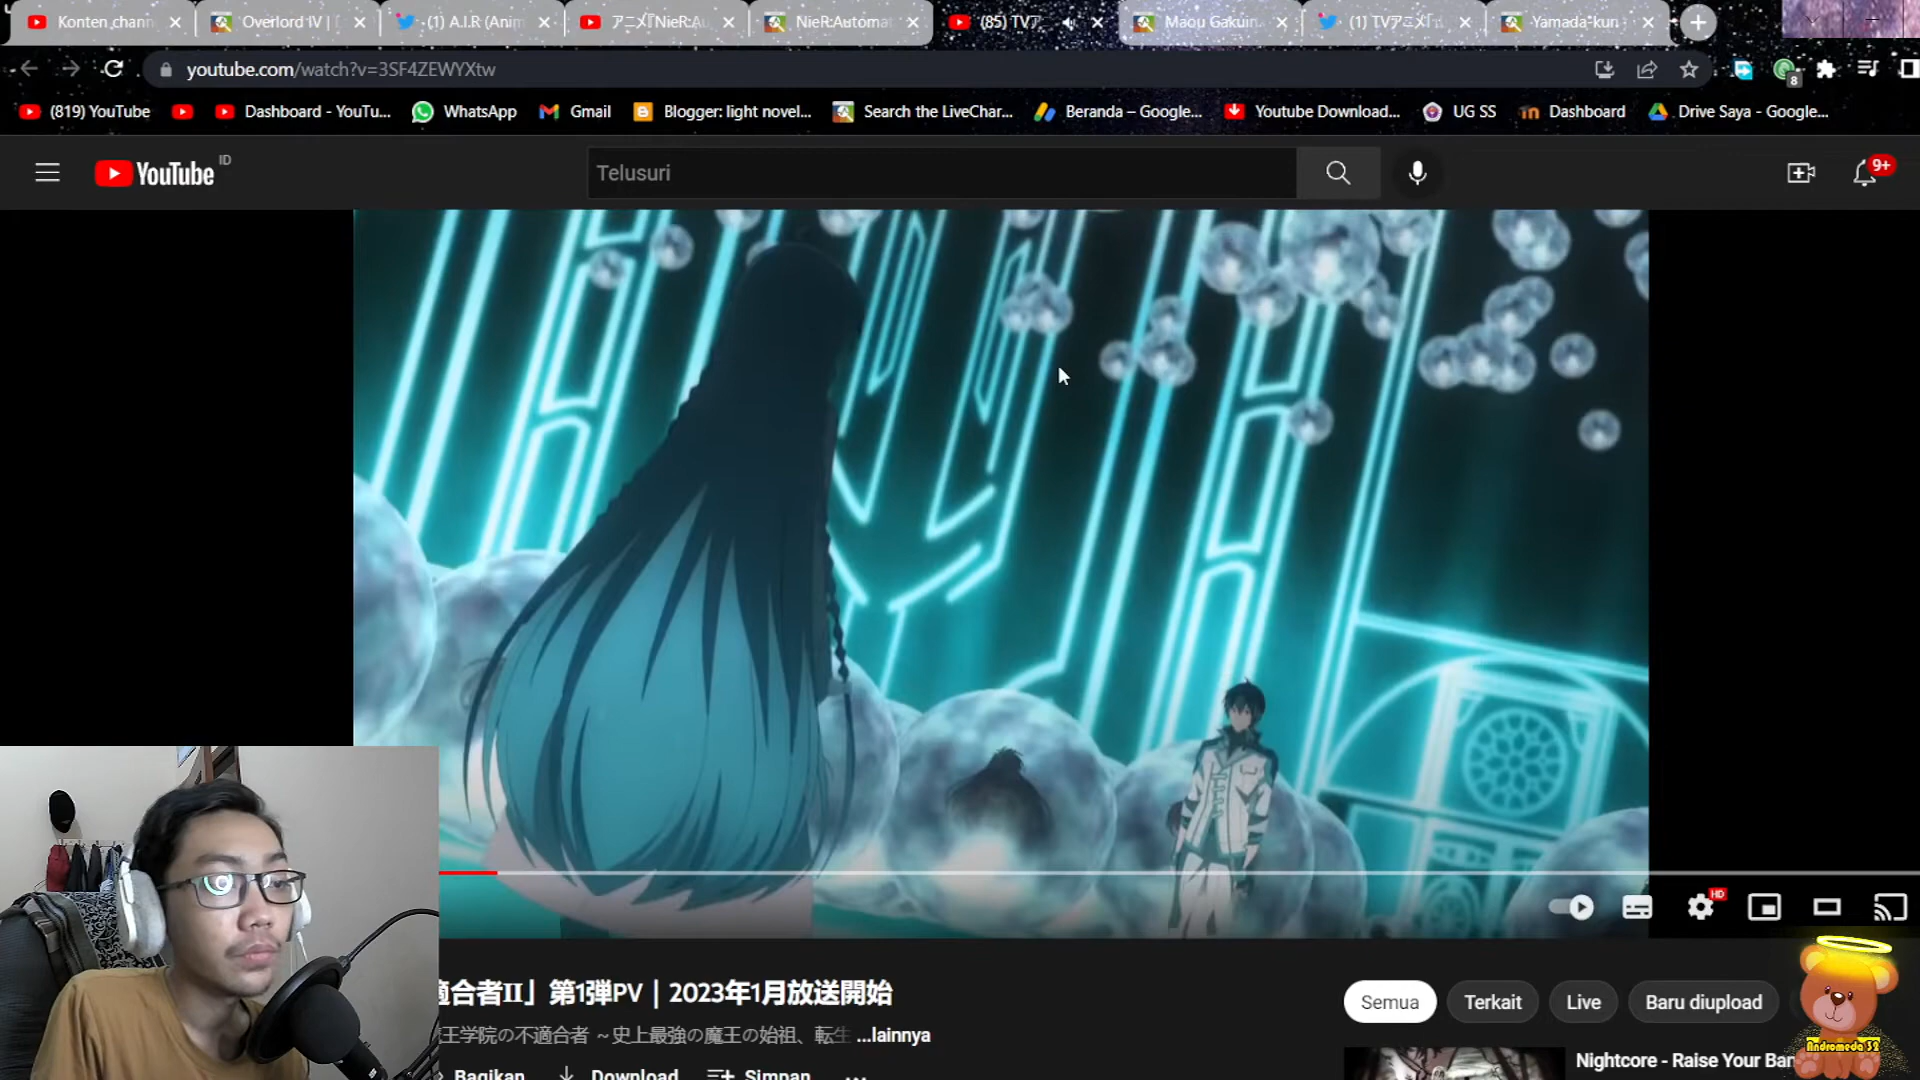 Konten chann
Overlord IV |
(1) A.I.R (Anim
アニメ『NieR:Au
NieR:Automat
(85) TVア
Maou Gakuin
(1) TVアニメ『
Yamada-kun
youtube.com/watch?v=3SF4ZEWYXtw
8
(819) YouTube
Dashboard - YouTu...
WhatsApp
Gmail
Blogger: light novel...
Search the LiveChar...
Beranda – Google...
Youtube Download...
UG SS
Dashboard
Drive Saya - Google...
YouTube ID
Telusuri
9+
HD
適合者II」第1弾PV｜2023年1月放送開始
王学院の不適合者 ～史上最強の魔王の始祖、転生 ...lainnya
Bagikan
Download
Simpan
...
Semua
Terkait
Live
Baru diupload
Nightcore - Raise Your Ban
Andromeda 32